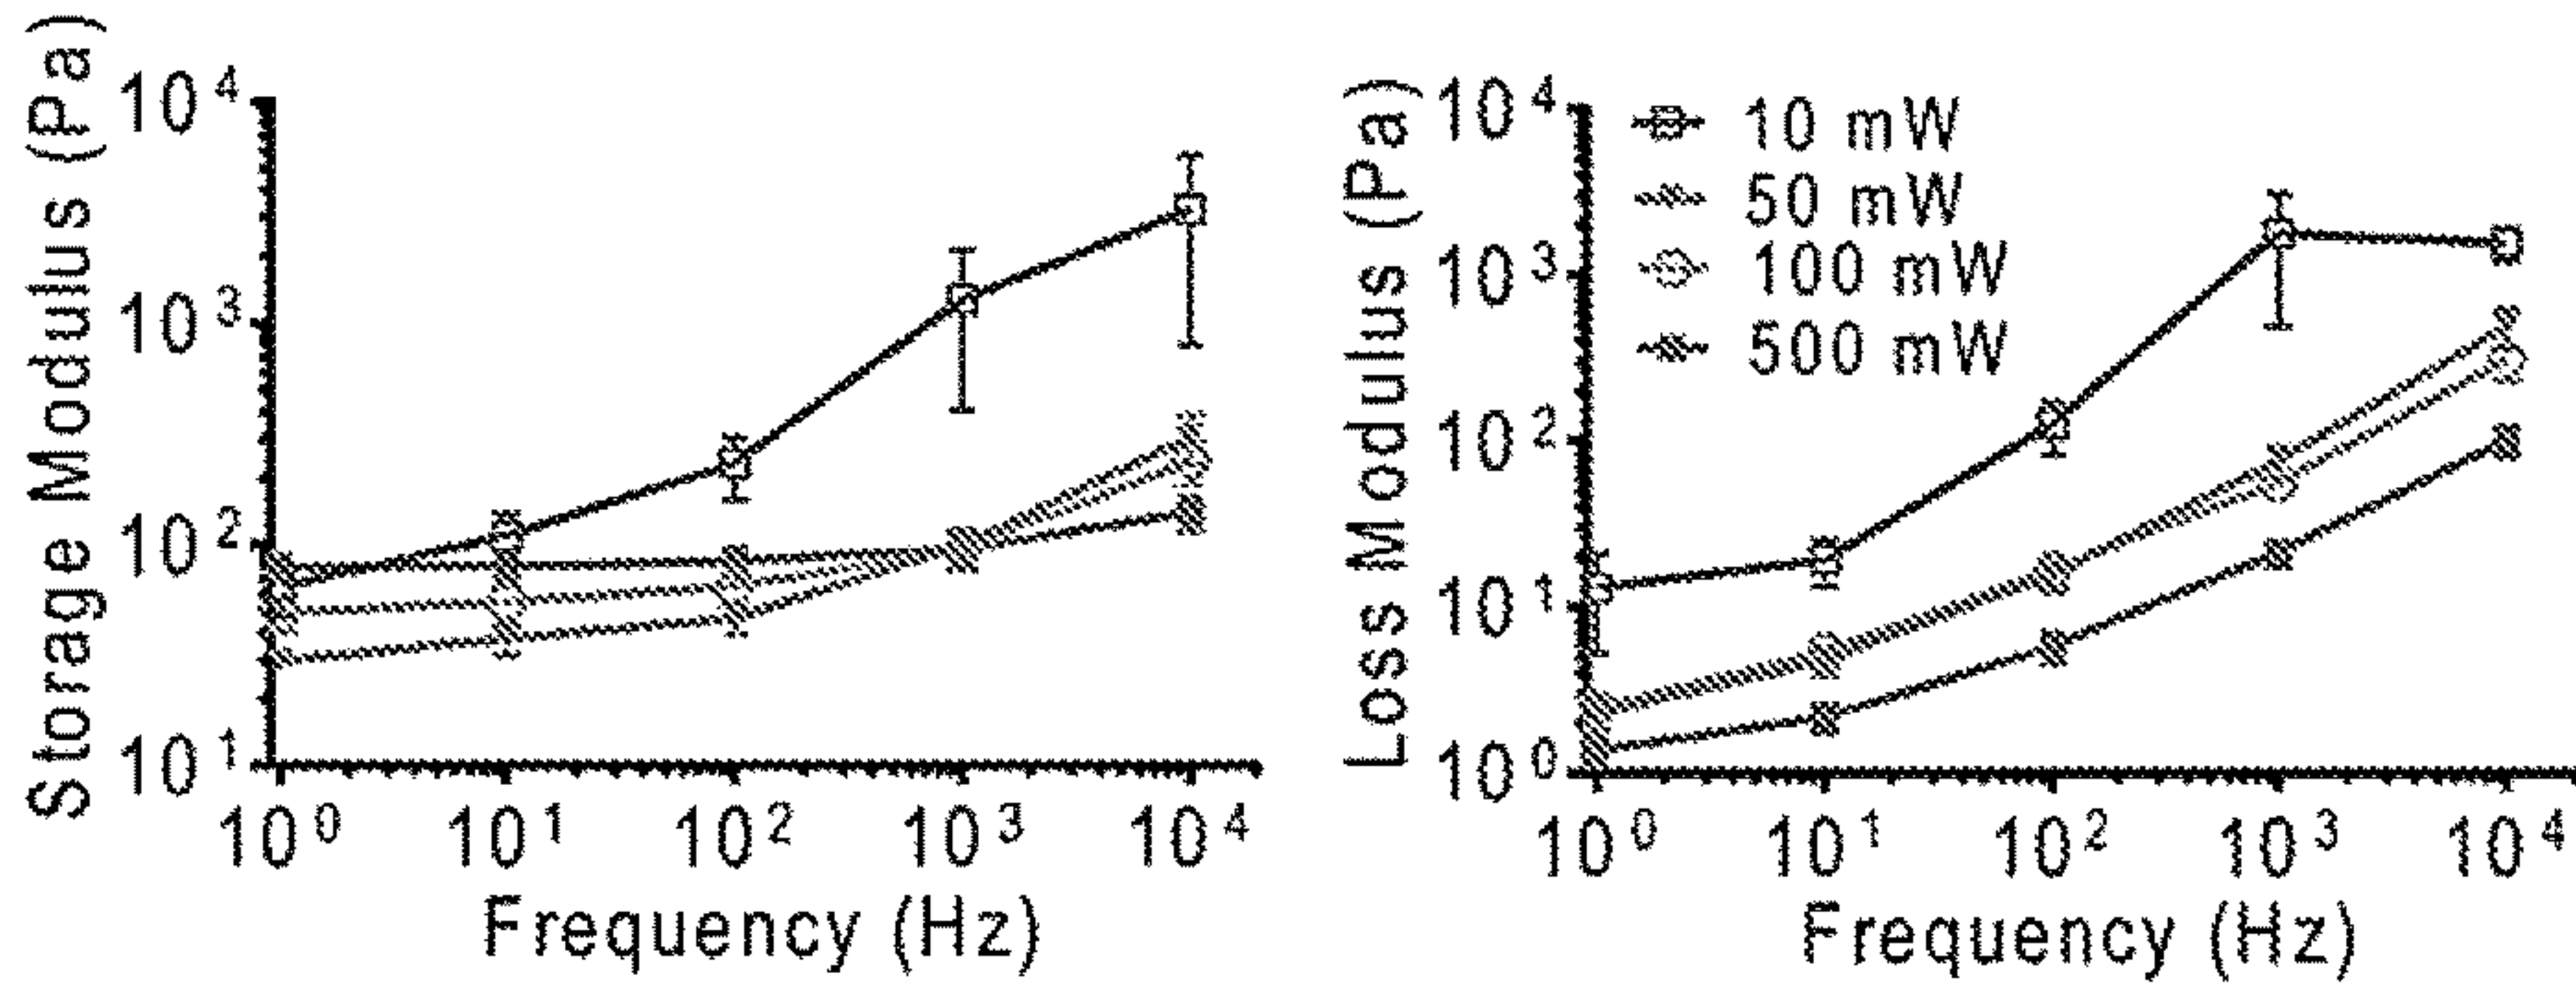 Storage Modulus (Pa)
10⁴
10³
10²
10¹
10⁰ 10¹ 10² 10³ 10⁴
Frequency (Hz)
Loss Modulus (Pa)
10⁴
10³
10²
10¹
10⁰
10 mW
50 mW
100 mW
500 mW
10⁰ 10¹ 10² 10³ 10⁴
Frequency (Hz)